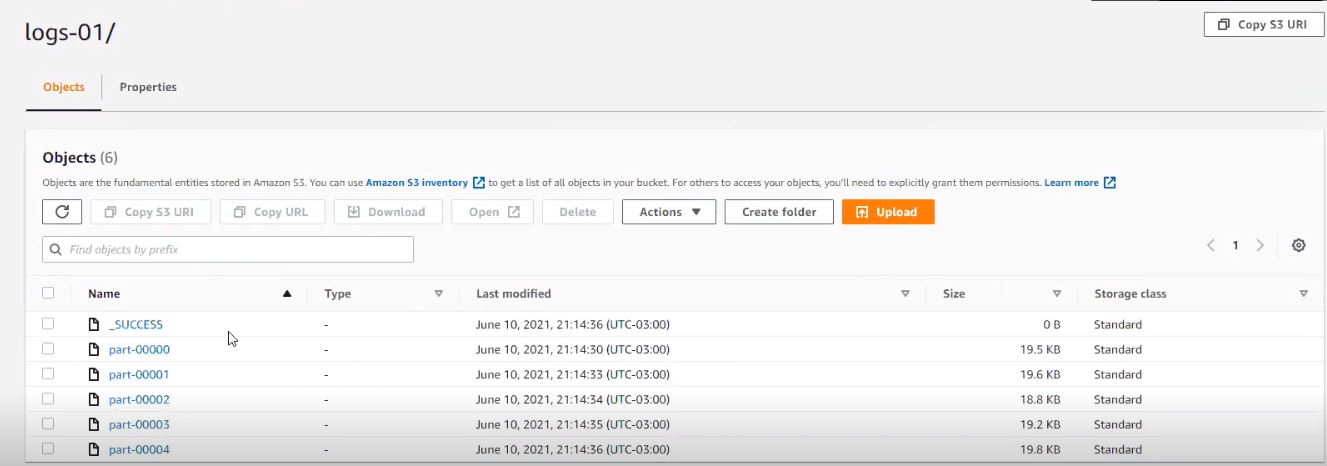 logs-01/
Copy S3 URI
Objects Properties
Objects (6)
Objects are the fundamental entities stored in Amazon S3. You can use Amazon S3 inventory to get a list of all objects in your bucket. For others to access your objects, you'll need to explicitly grant them permissions. Learn more
Copy S3 URI Copy URL Download Open Delete Actions Create folder Upload
Find objects by prefix 1
Name Type Last modified Size Storage class
_SUCCESS - June 10, 2021, 21:14:36 (UTC-03:00) 0 B Standard
part-00000 - June 10, 2021, 21:14:30 (UTC-03:00) 19.5 KB Standard
part-00001 - June 10, 2021, 21:14:33 (UTC-03:00) 19.6 KB Standard
part-00002 - June 10, 2021, 21:14:34 (UTC-03:00) 18.8 KB Standard
part-00003 - June 10, 2021, 21:14:35 (UTC-03:00) 19.2 KB Standard
part-00004 - June 10, 2021, 21:14:36 (UTC-03:00) 19.8 KB Standard